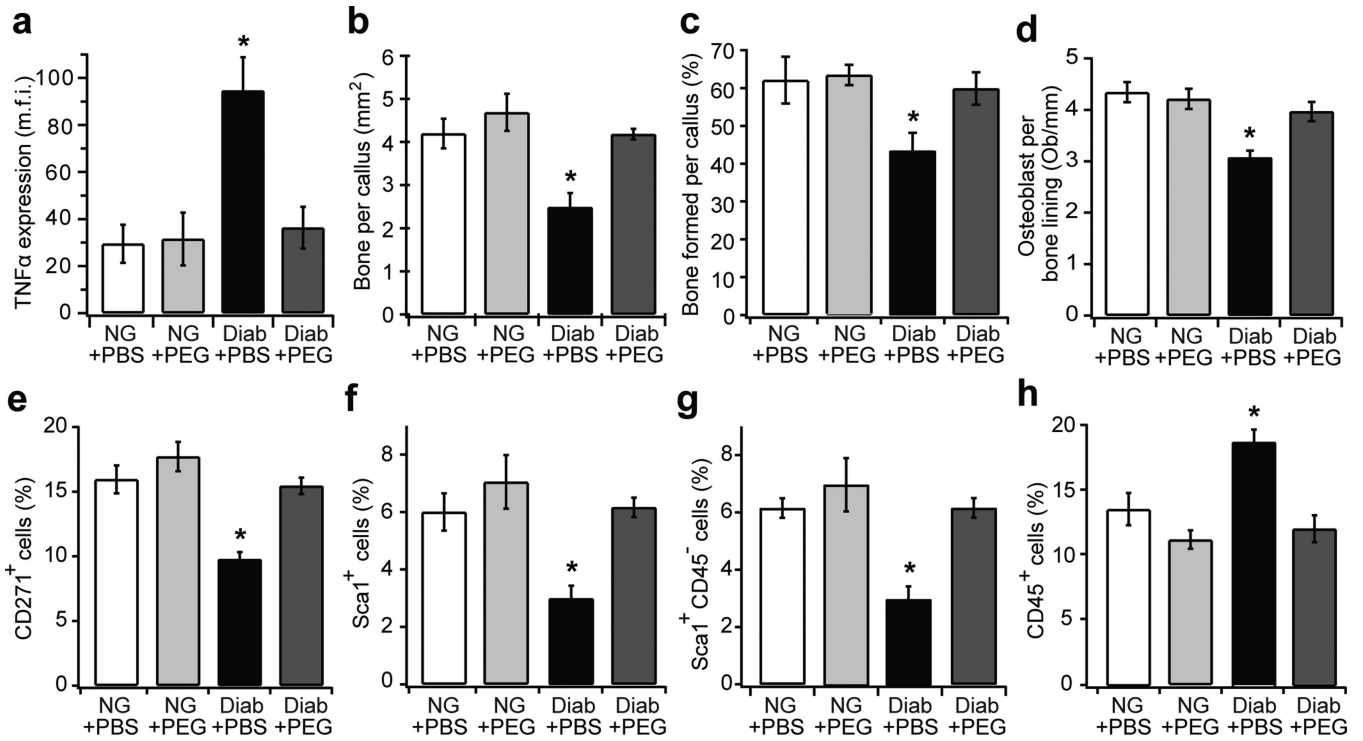 a
TNFα expression (m.f.i.)
100
80
60
40
20
0
*
NG NG Diab Diab
+PBS +PEG +PBS +PEG
b
Bone per callus (mm²)
6
5
4
3
2
1
0
*
NG NG Diab Diab
+PBS +PEG +PBS +PEG
c
Bone formed per callus (%)
70
60
50
40
30
20
10
0
*
NG NG Diab Diab
+PBS +PEG +PBS +PEG
d
Osteoblast per
bone lining (Ob/mm)
5
4
3
2
1
0
*
NG NG Diab Diab
+PBS +PEG +PBS +PEG
e
CD271⁺ cells (%)
20
15
10
5
0
*
NG NG Diab Diab
+PBS +PEG +PBS +PEG
f
Sca1⁺ cells (%)
8
6
4
2
0
*
NG NG Diab Diab
+PBS +PEG +PBS +PEG
g
Sca1⁺ CD45⁻ cells (%)
8
6
4
2
0
*
NG NG Diab Diab
+PBS +PEG +PBS +PEG
h
CD45⁺ cells (%)
20
15
10
5
0
*
NG NG Diab Diab
+PBS +PEG +PBS +PEG